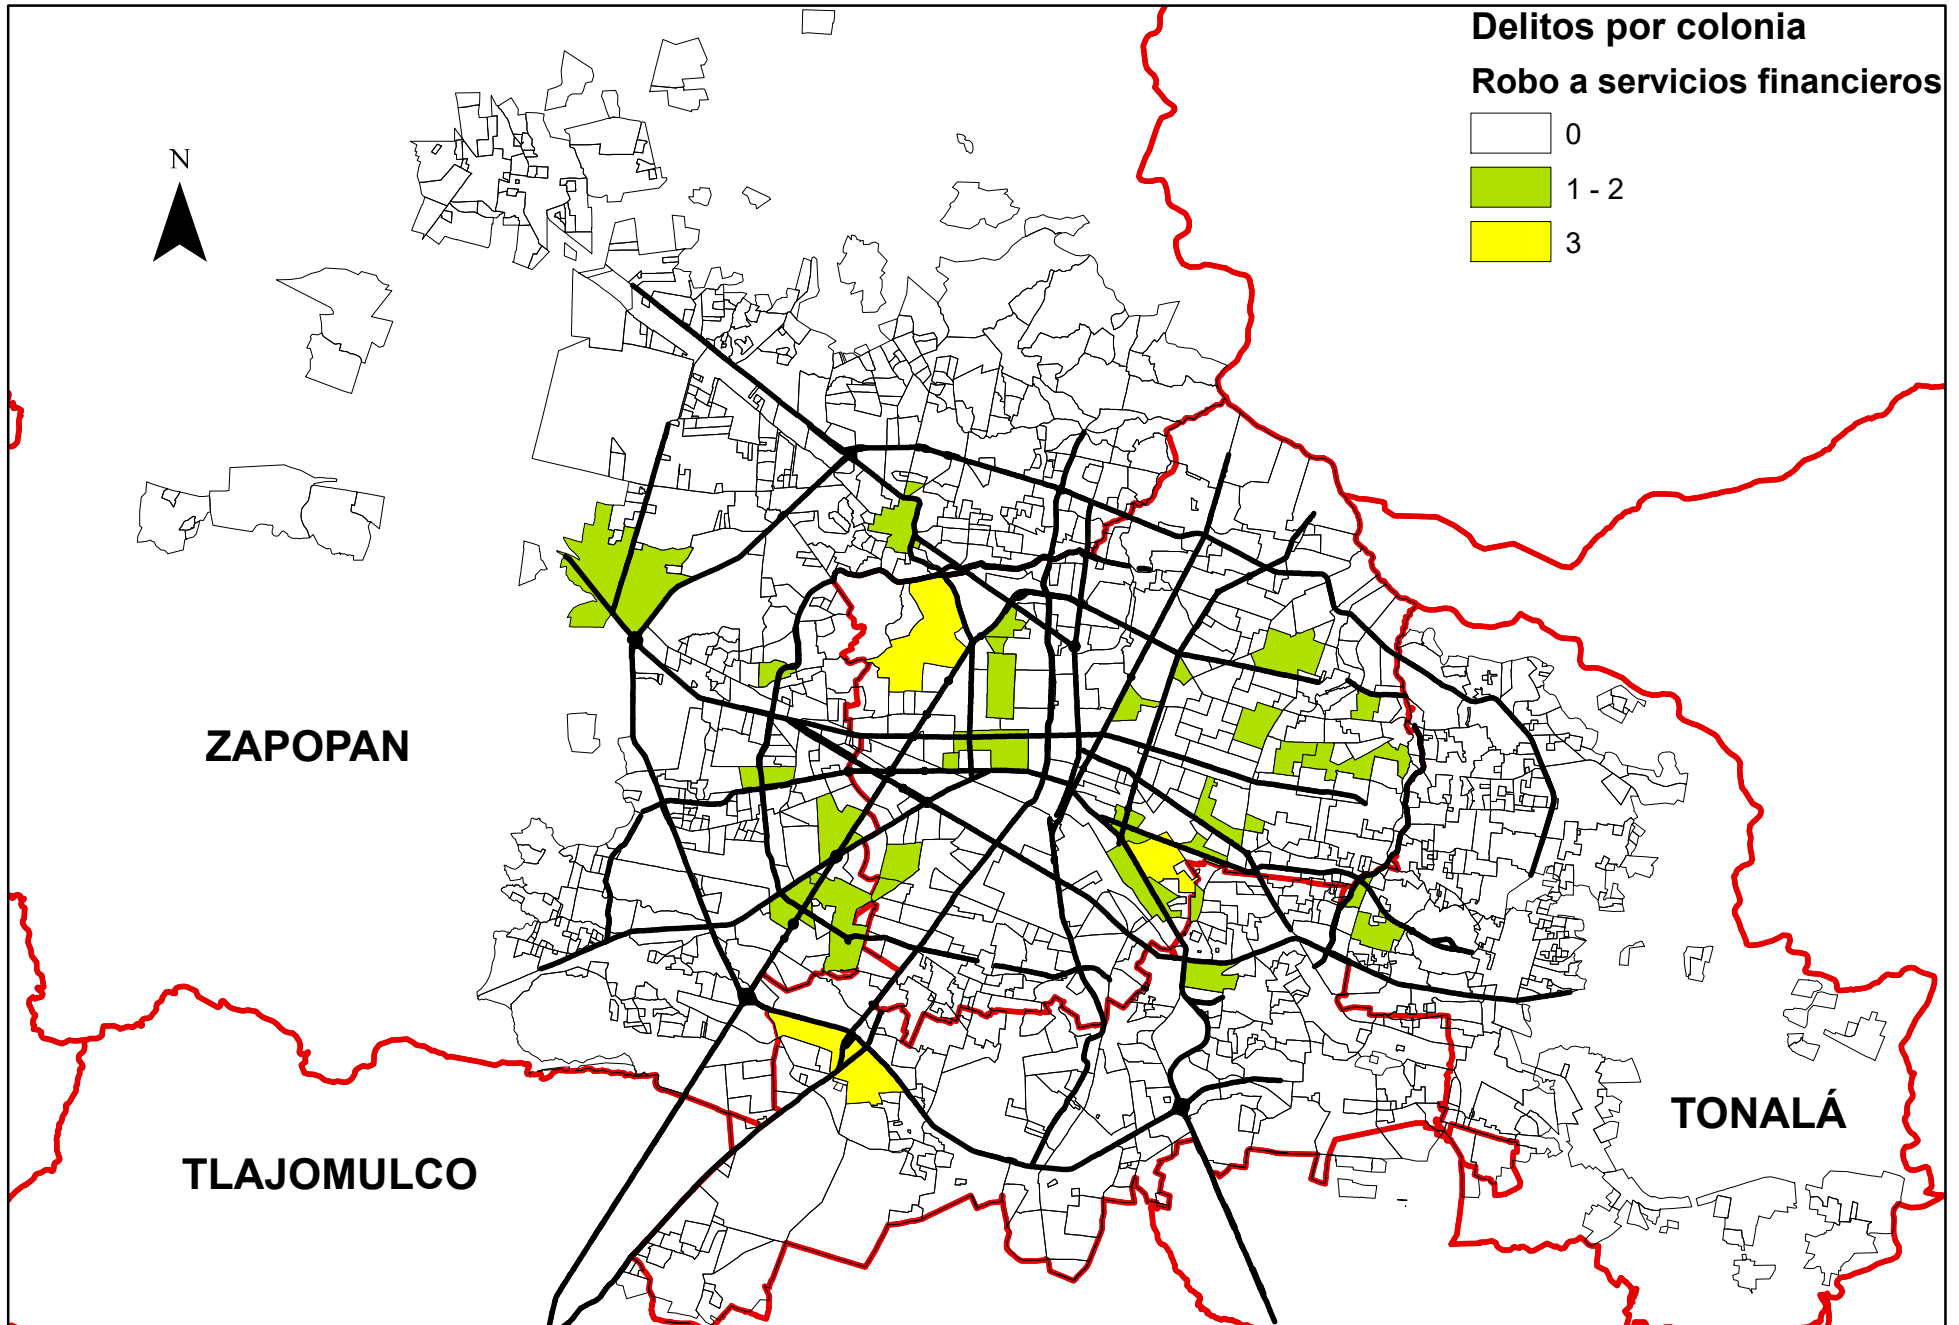 Delitos por colonia
Robo a servicios financieros
0
1 - 2
3
N
ZAPOPAN
TLAJOMULCO
TONALÁ